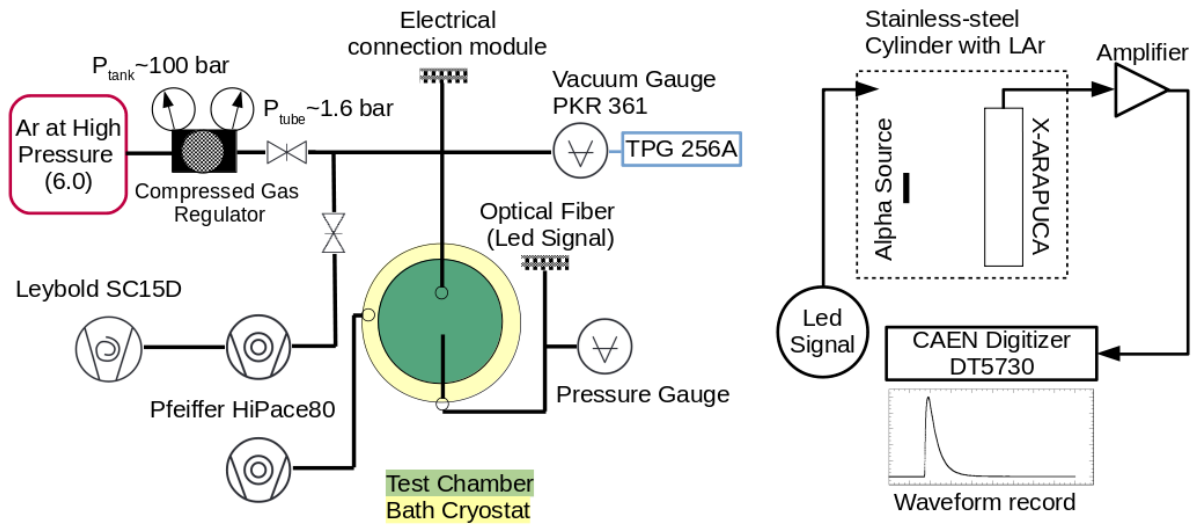 Electrical
connection module
P_tank~100 bar
P_tube~1.6 bar
Vacuum Gauge
PKR 361
TPG 256A
Ar at High
Pressure
(6.0)
Compressed Gas
Regulator
Optical Fiber
(Led Signal)
Leybold SC15D
Pfeiffer HiPace80
Pressure Gauge
Test Chamber
Bath Cryostat
Stainless-steel
Cylinder with LAr
Amplifier
Alpha Source
X-ARAPUCA
Led
Signal
CAEN Digitizer
DT5730
Waveform record